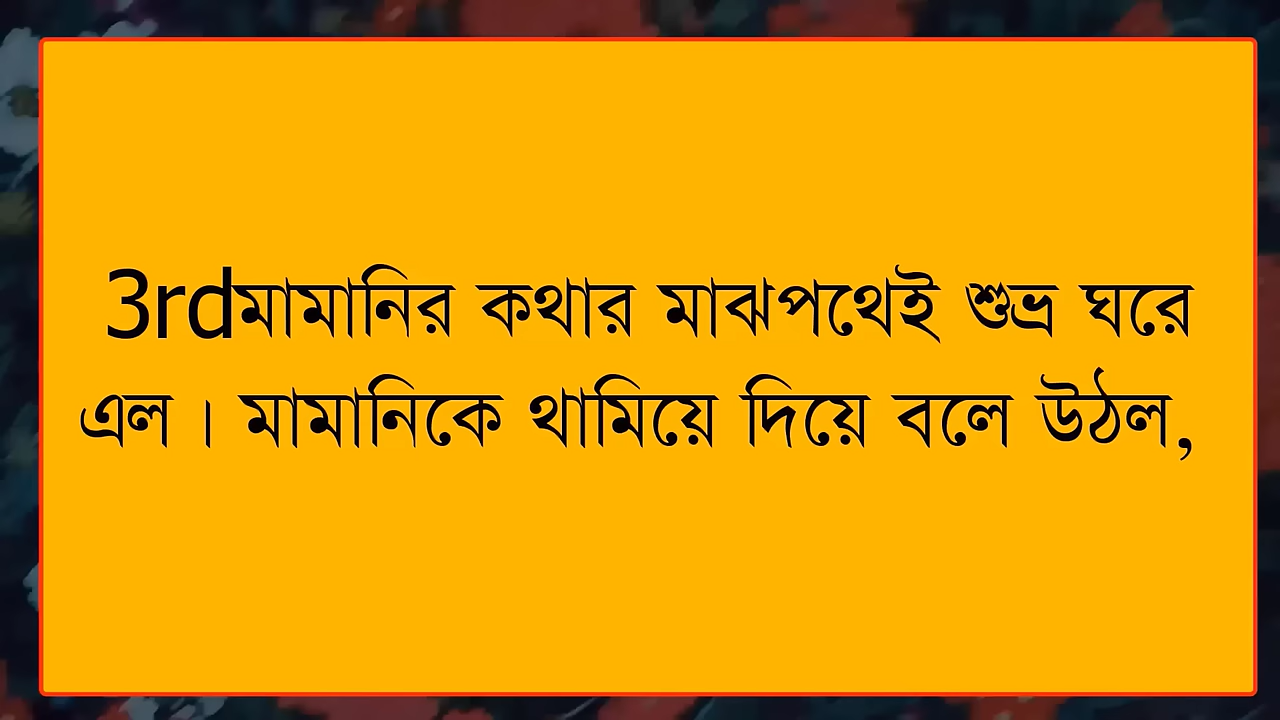 3rdমামানির কথার মাঝপথেই শুভ্র ঘরে
এল। মামানিকে থামিয়ে দিয়ে বলে উঠল,